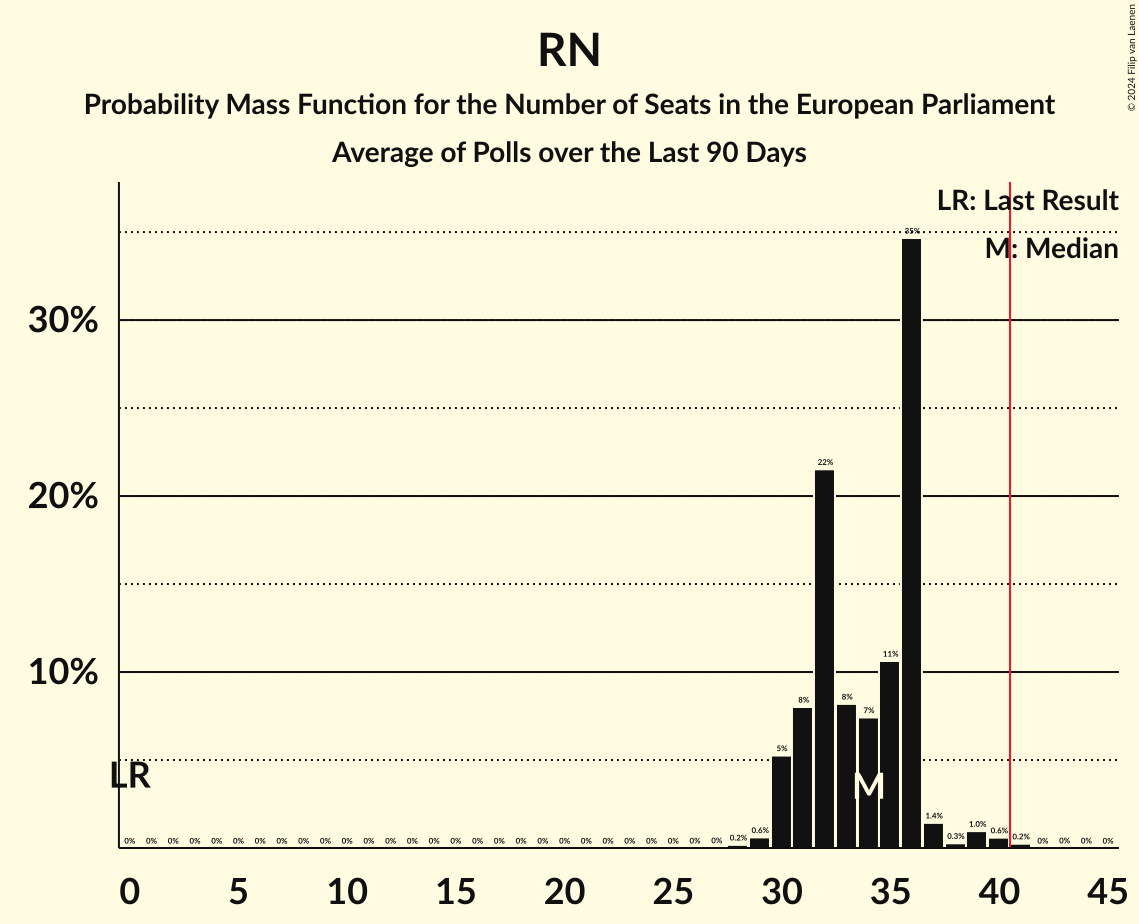 © 2024 Filip van Laenen
RN
Probability Mass Function for the Number of Seats in the European Parliament
Average of Polls over the Last 90 Days
LR: Last Result
M: Median
35%
30%
22%
20%
11%
10%
8%
8%
7%
5%
LR
M
0% 0% 0% 0% 0% 0% 0% 0% 0% 0% 0% 0% 0% 0% 0% 0% 0% 0% 0% 0% 0% 0% 0% 0% 0% 0% 0% 0% 0.2% 0.6% 1.4% 0.3% 1.0% 0.6% 0.2% 0% 0% 0% 0%
0 5 10 15 20 25 30 35 40 45